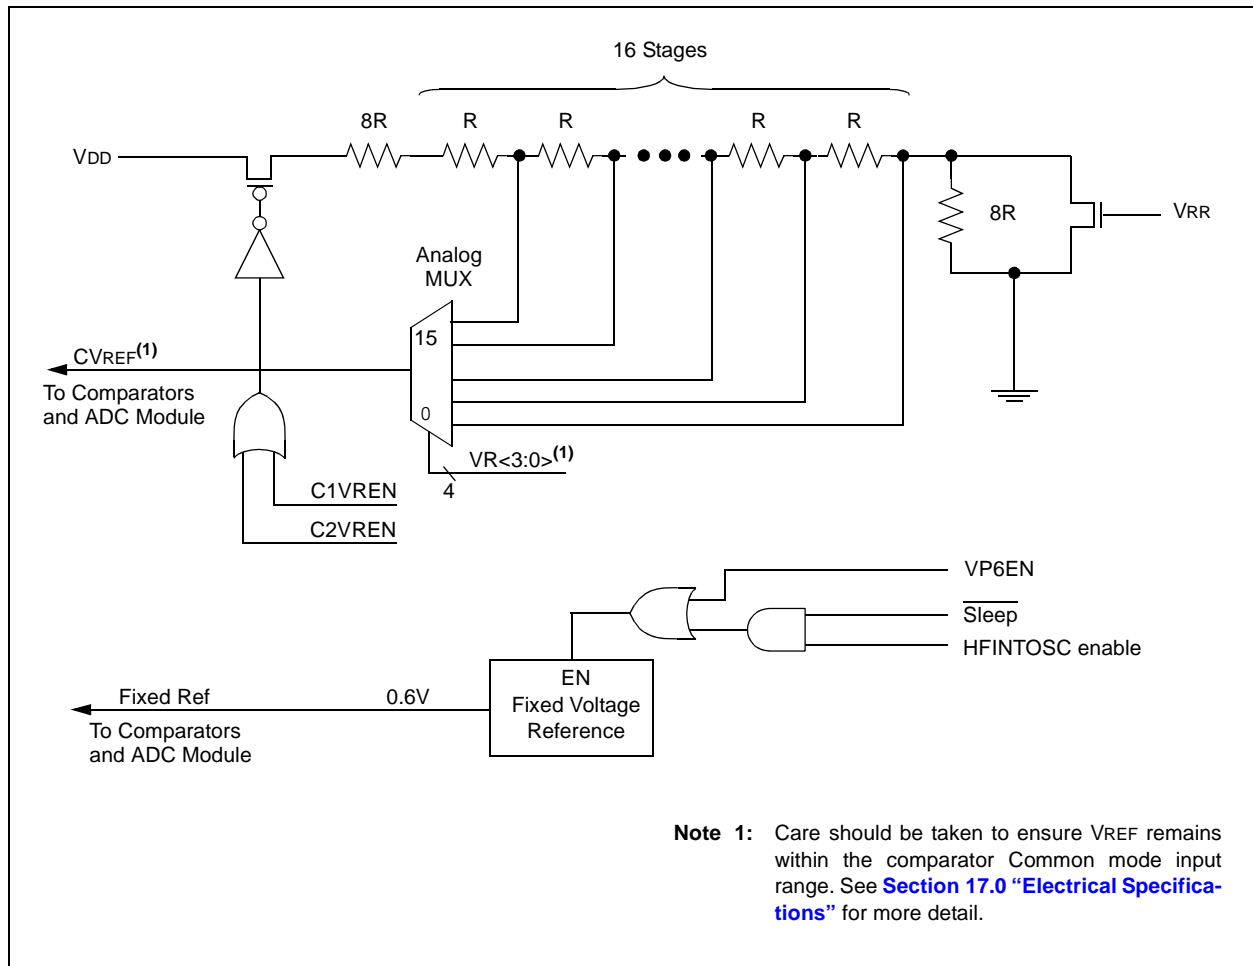 16 Stages
8R R R R R
VDD
8R
VRR
Analog
MUX
15
CVREF(1)
To Comparators
and ADC Module
0
VR<3:0>(1)
4
C1VREN
C2VREN
VP6EN
Sleep
HFINTOSC enable
EN
Fixed Voltage
Reference
Fixed Ref 0.6V
To Comparators
and ADC Module
Note 1: Care should be taken to ensure VREF remains
within the comparator Common mode input
range. See Section 17.0 “Electrical Specifica-
tions” for more detail.